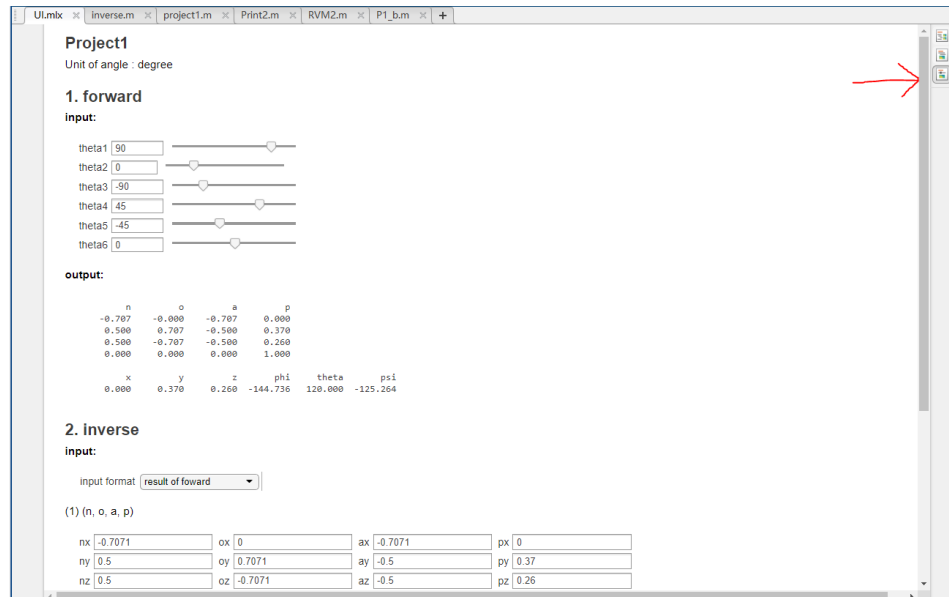 UI.mlx × inverse.m × project1.m × Print2.m × RVM2.m × P1_b.m × +
Project1
Unit of angle : degree
1. forward
input:
theta1 90
theta2 0
theta3 -90
theta4 45
theta5 -45
theta6 0
output:
n o a p
-0.707 -0.000 -0.707 0.000
0.500 0.707 -0.500 0.370
0.500 -0.707 -0.500 0.260
0.000 0.000 0.000 1.000
x y z phi theta psi
0.000 0.370 0.260 -144.736 120.000 -125.264
2. inverse
input:
input format result of foward
(1) (n, o, a, p)
nx -0.7071 ox 0 ax -0.7071 px 0
ny 0.5 oy 0.7071 ay -0.5 py 0.37
nz 0.5 oz -0.7071 az -0.5 pz 0.26